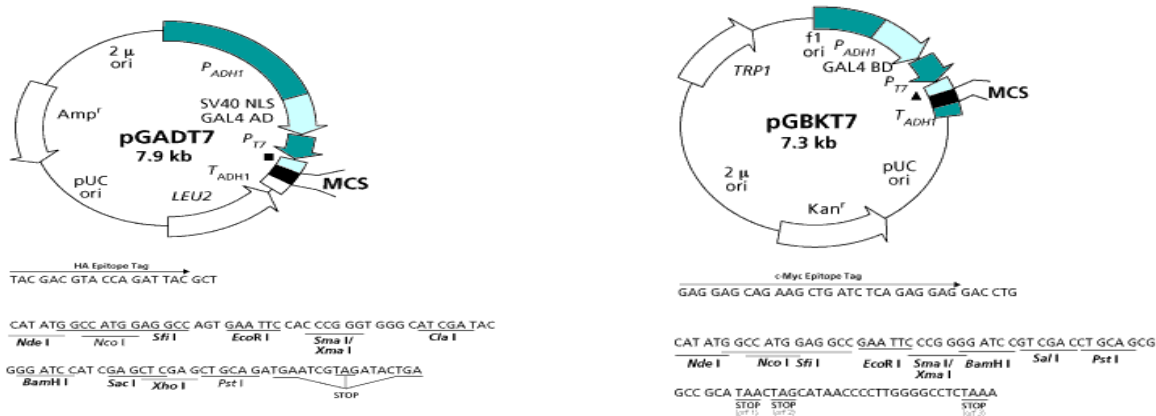 2 μ
ori
P ADH1
SV40 NLS
GAL4 AD
Amp r
pGADT7
7.9 kb
P T7
T ADH1
MCS
pUC
ori
LEU2
HA Epitope Tag
TAC GAC GTA CCA GAT TAC GCT
CAT ATG GCC ATG GAG GCC AGT GAA TTC CAC CCG GGT GGG CAT CGA TAC
Nde I Nco I Sfi I EcoR I Sma I/ Cla I
Xma I
GGG ATC CAT CGA GCT CGA GCT GCA GATGAATCGTAGATACTGA
BamH I Sac I Xho I Pst I
STOP
f1
ori
P ADH1
GAL4 BD
TRP1
P T7
MCS
pGBKT7
7.3 kb
T ADH1
2 μ
ori
pUC
ori
Kan r
c-Myc Epitope Tag
GAG GAG CAG AAG CTG ATC TCA GAG GAG GAC CTG
CAT ATG GCC ATG GAG GCC GAA TTC CCG GGG ATC CGT CGA CCT GCA GCG
Nde I Nco I Sfi I EcoR I Sma I/ BamH I Sal I Pst I
Xma I
GCC GCA TAACTAGCATAACCCCTTGGGGCCTCTAAA
STOP STOP STOP
(orf 1) (orf 2) (orf 3)